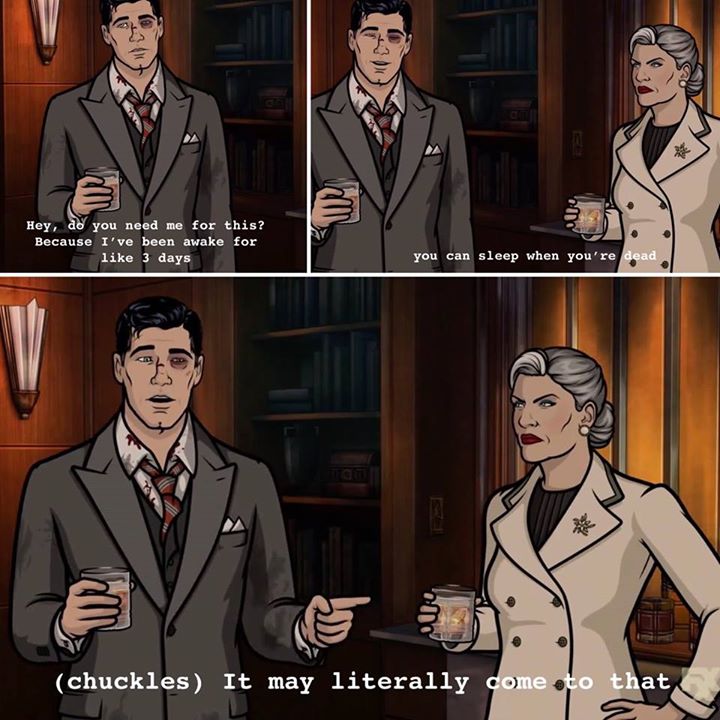 Hey, do you need me for this?
Because I've been awake for
like 3 days
you can sleep when you're dead
(chuckles) It may literally come to that